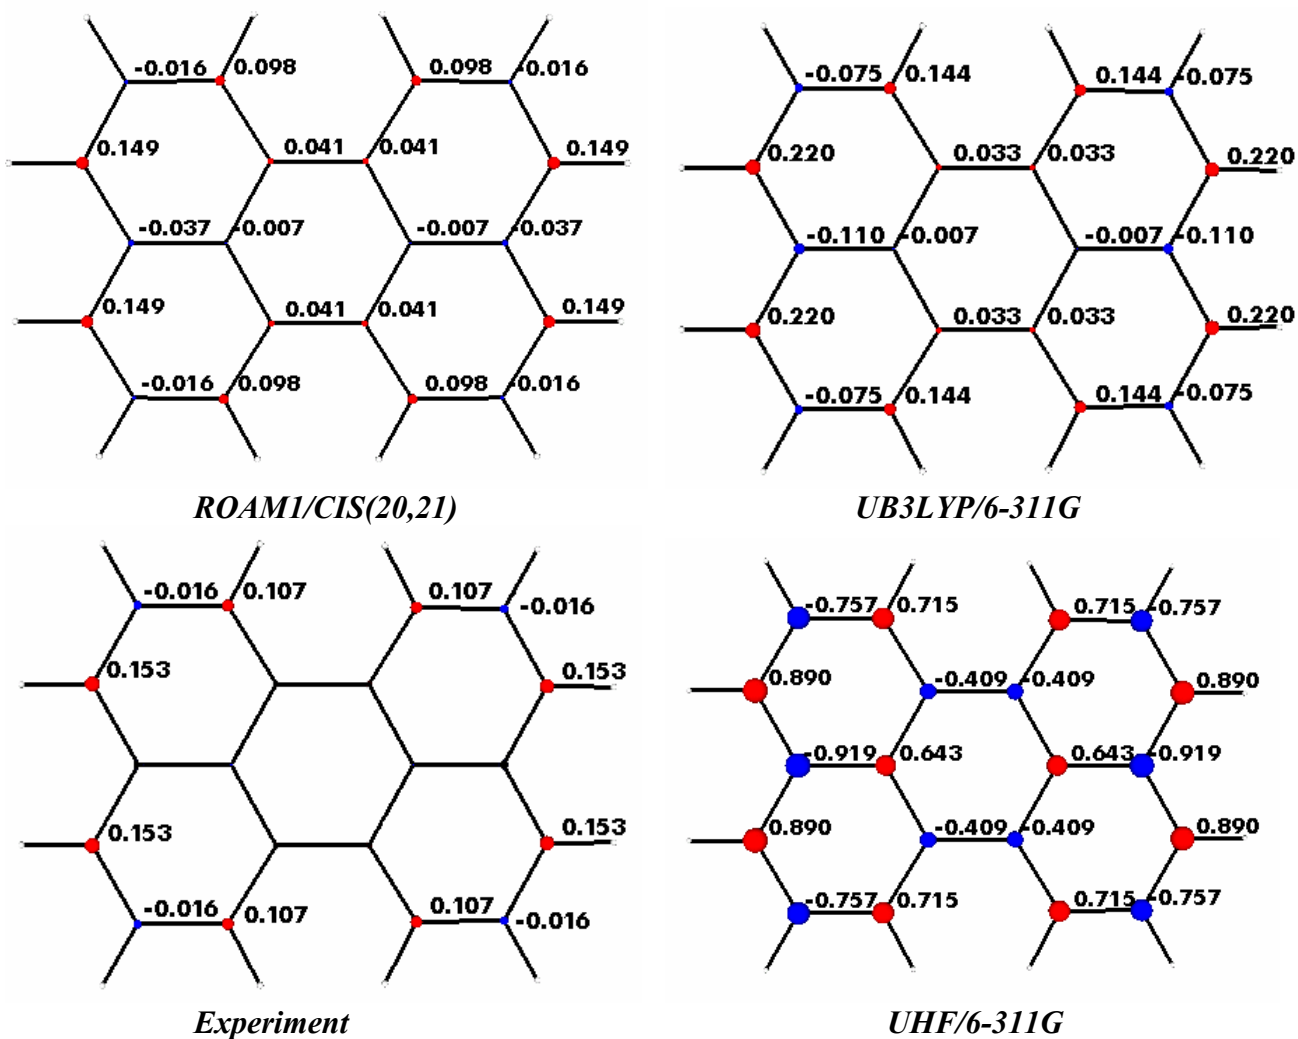 -0.016 0.098 0.098 -0.016
0.149 0.041 0.041 0.149
-0.037 -0.007 -0.007 -0.037
0.149 0.041 0.041 0.149
-0.016 0.098 0.098 -0.016
ROAM1/CIS(20,21)
-0.075 0.144 0.144 -0.075
0.220 0.033 0.033 0.220
-0.110 -0.007 -0.007 -0.110
0.220 0.033 0.033 0.220
-0.075 0.144 0.144 -0.075
UB3LYP/6-311G
-0.016 0.107 0.107 -0.016
0.153 0.153
0.153 0.153
-0.016 0.107 0.107 -0.016
Experiment
-0.757 0.715 0.715 -0.757
0.890 -0.409 -0.409 0.890
-0.919 0.643 0.643 -0.919
0.890 -0.409 -0.409 0.890
-0.757 0.715 0.715 -0.757
UHF/6-311G